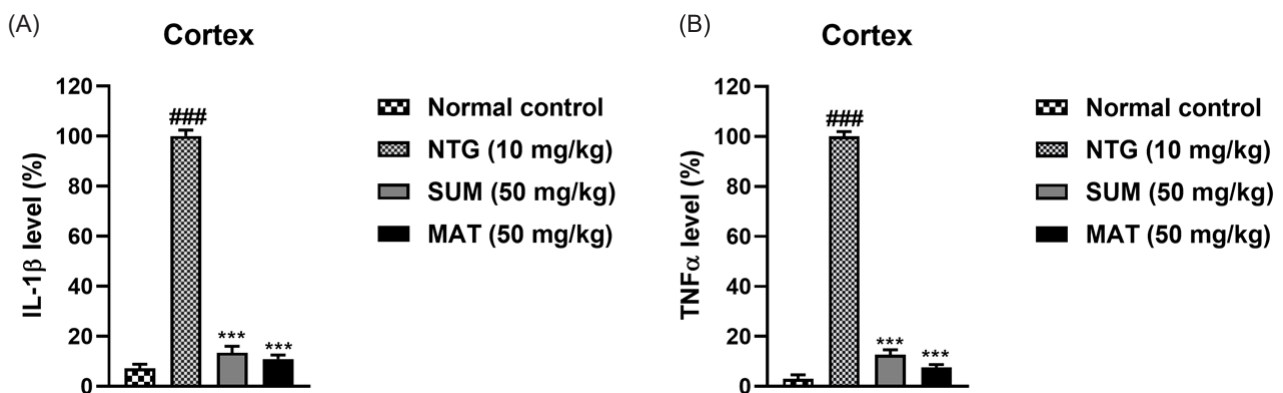 (A)
Cortex
IL-1β level (%)
120
100
80
60
40
20
0
###
***
***
Normal control
NTG (10 mg/kg)
SUM (50 mg/kg)
MAT (50 mg/kg)
(B)
Cortex
TNFα level (%)
120
100
80
60
40
20
0
###
***
***
Normal control
NTG (10 mg/kg)
SUM (50 mg/kg)
MAT (50 mg/kg)